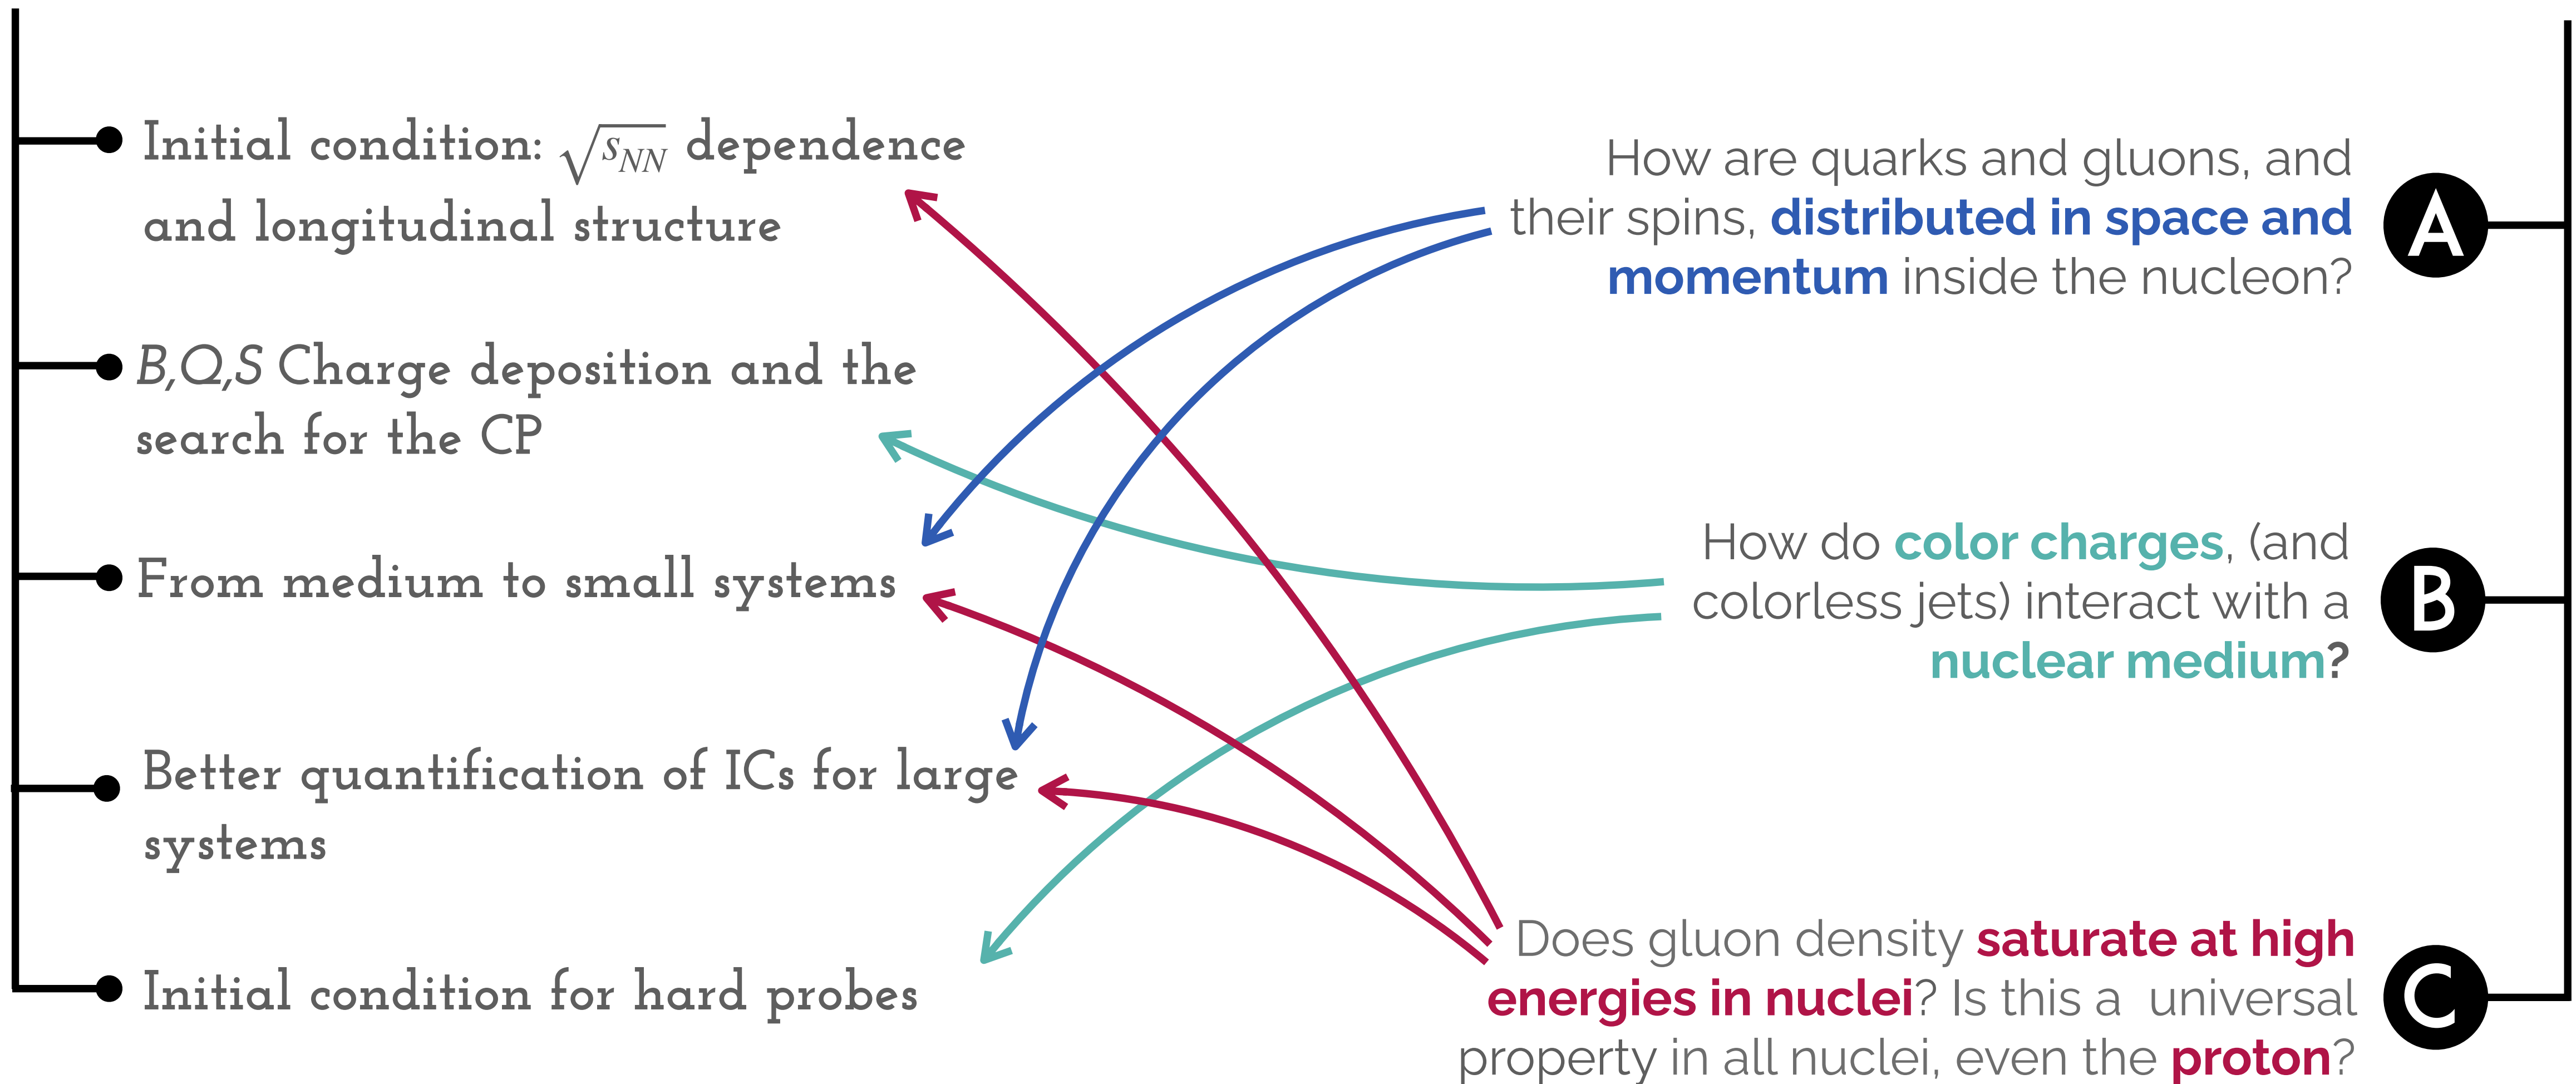 Initial condition: √s_NN dependence
and longitudinal structure
B,Q,S Charge deposition and the
search for the CP
From medium to small systems
Better quantification of ICs for large
systems
Initial condition for hard probes
How are quarks and gluons, and
their spins, distributed in space and
momentum inside the nucleon?
A
How do color charges, (and
colorless jets) interact with a
nuclear medium?
B
Does gluon density saturate at high
energies in nuclei? Is this a universal
property in all nuclei, even the proton?
C